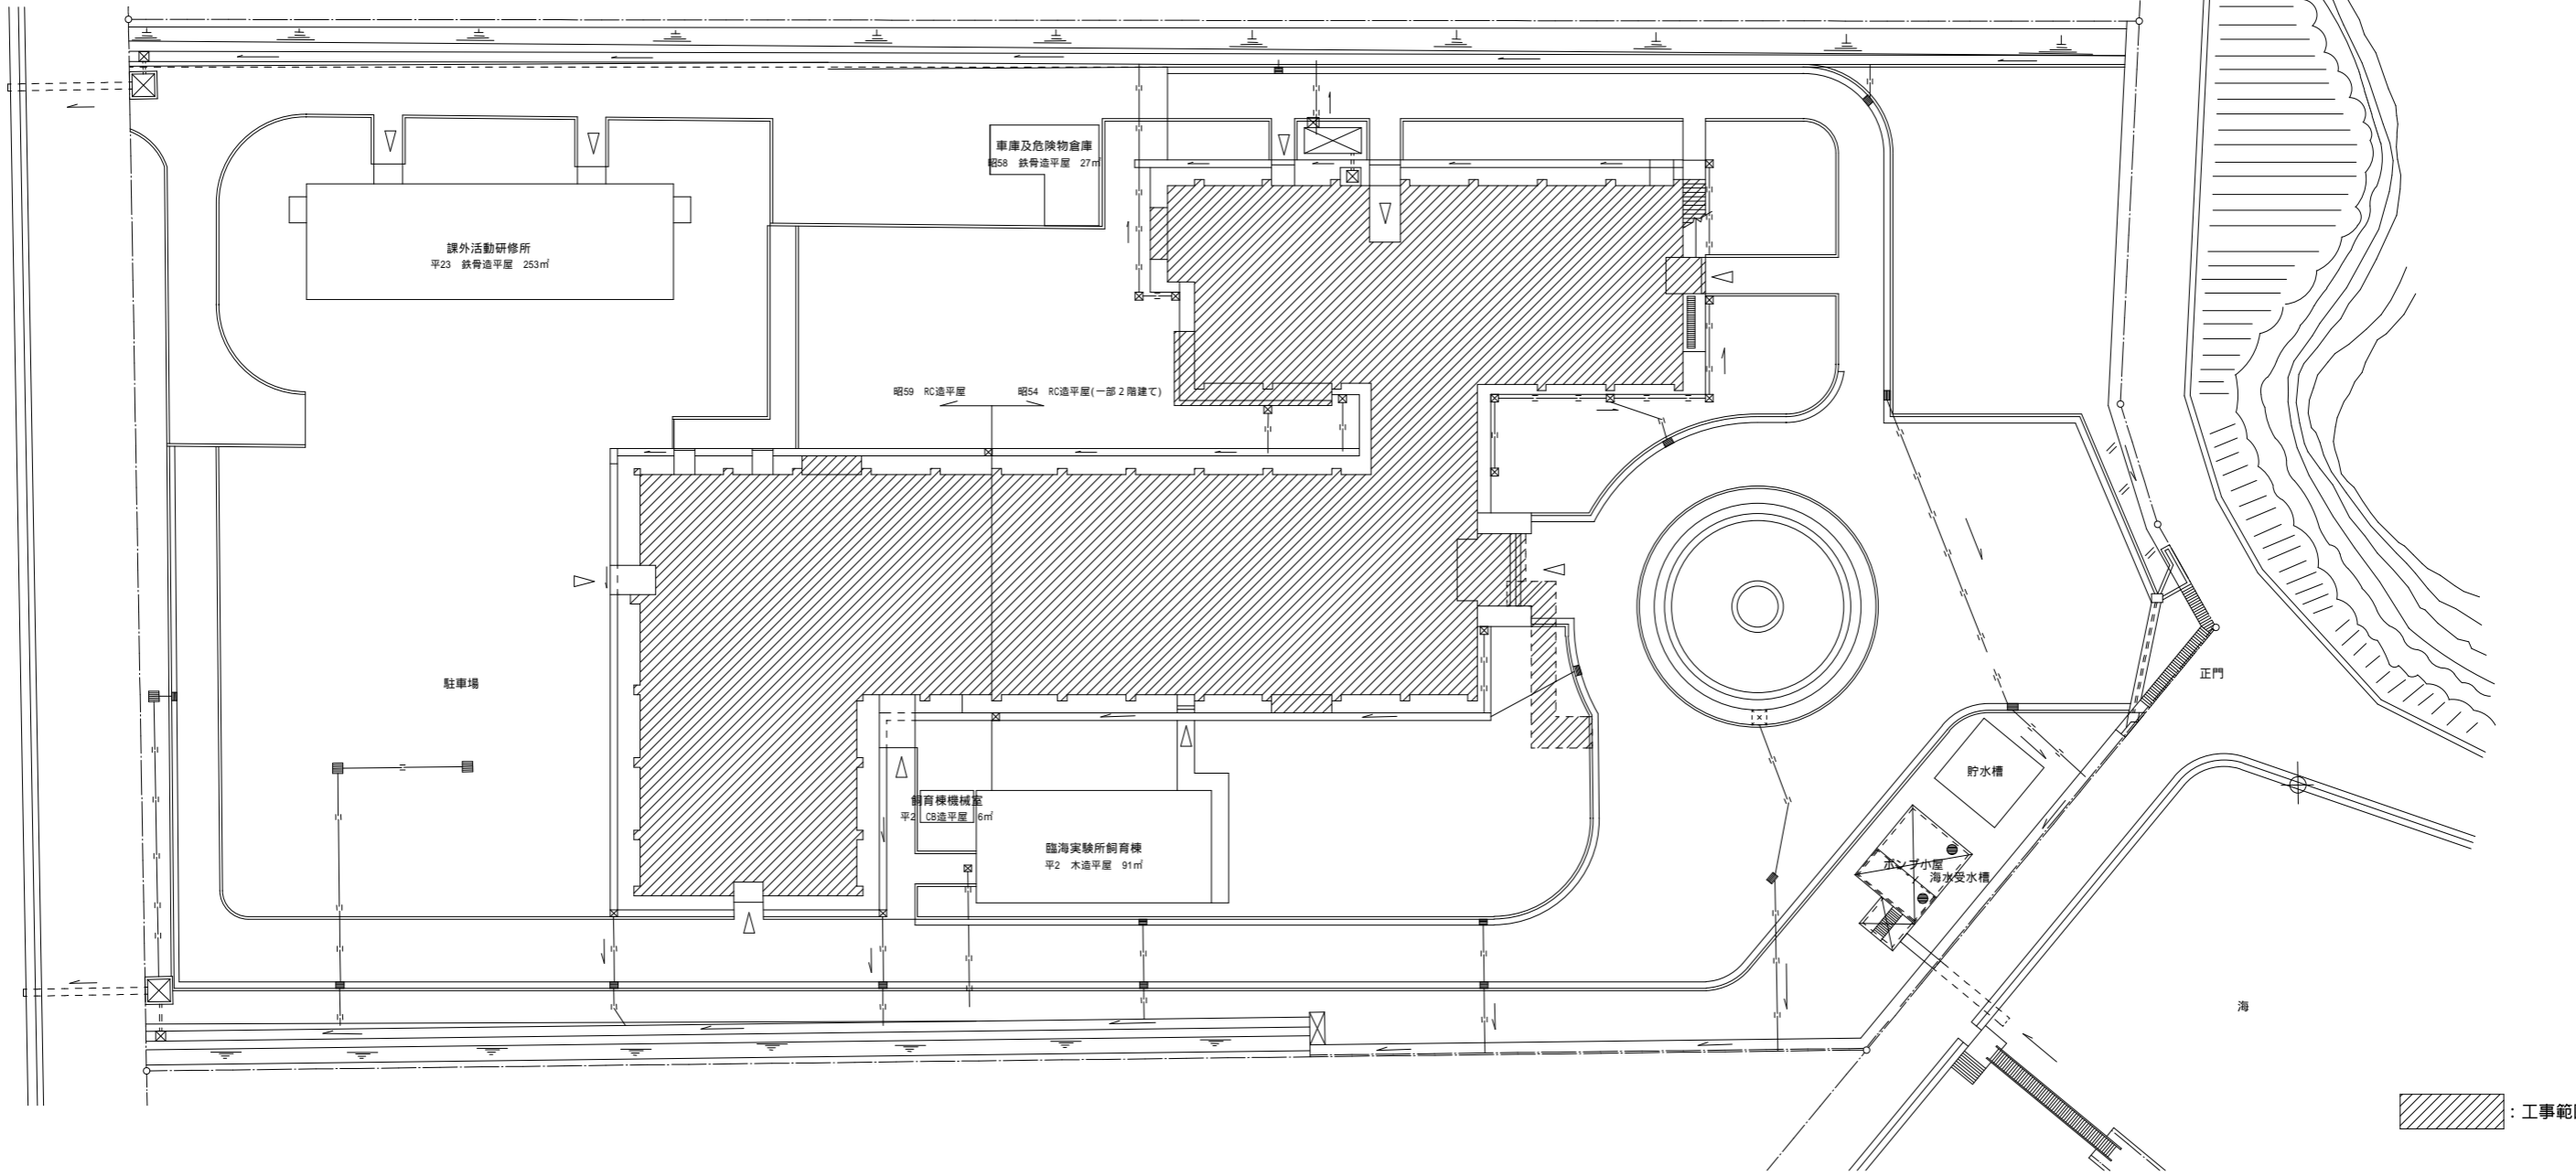 車庫及危険物倉庫
昭58 鉄骨造平屋 27㎡
課外活動研修所
平23 鉄骨造平屋 253㎡
昭59 RC造平屋
昭54 RC造平屋(一部２階建て)
駐車場
正門
貯水槽
飼育棟機械室
平2 CB造平屋 6㎡
臨海実験所飼育棟
平2 木造平屋 91㎡
ポンプ小屋
海水受水槽
海
：工事範